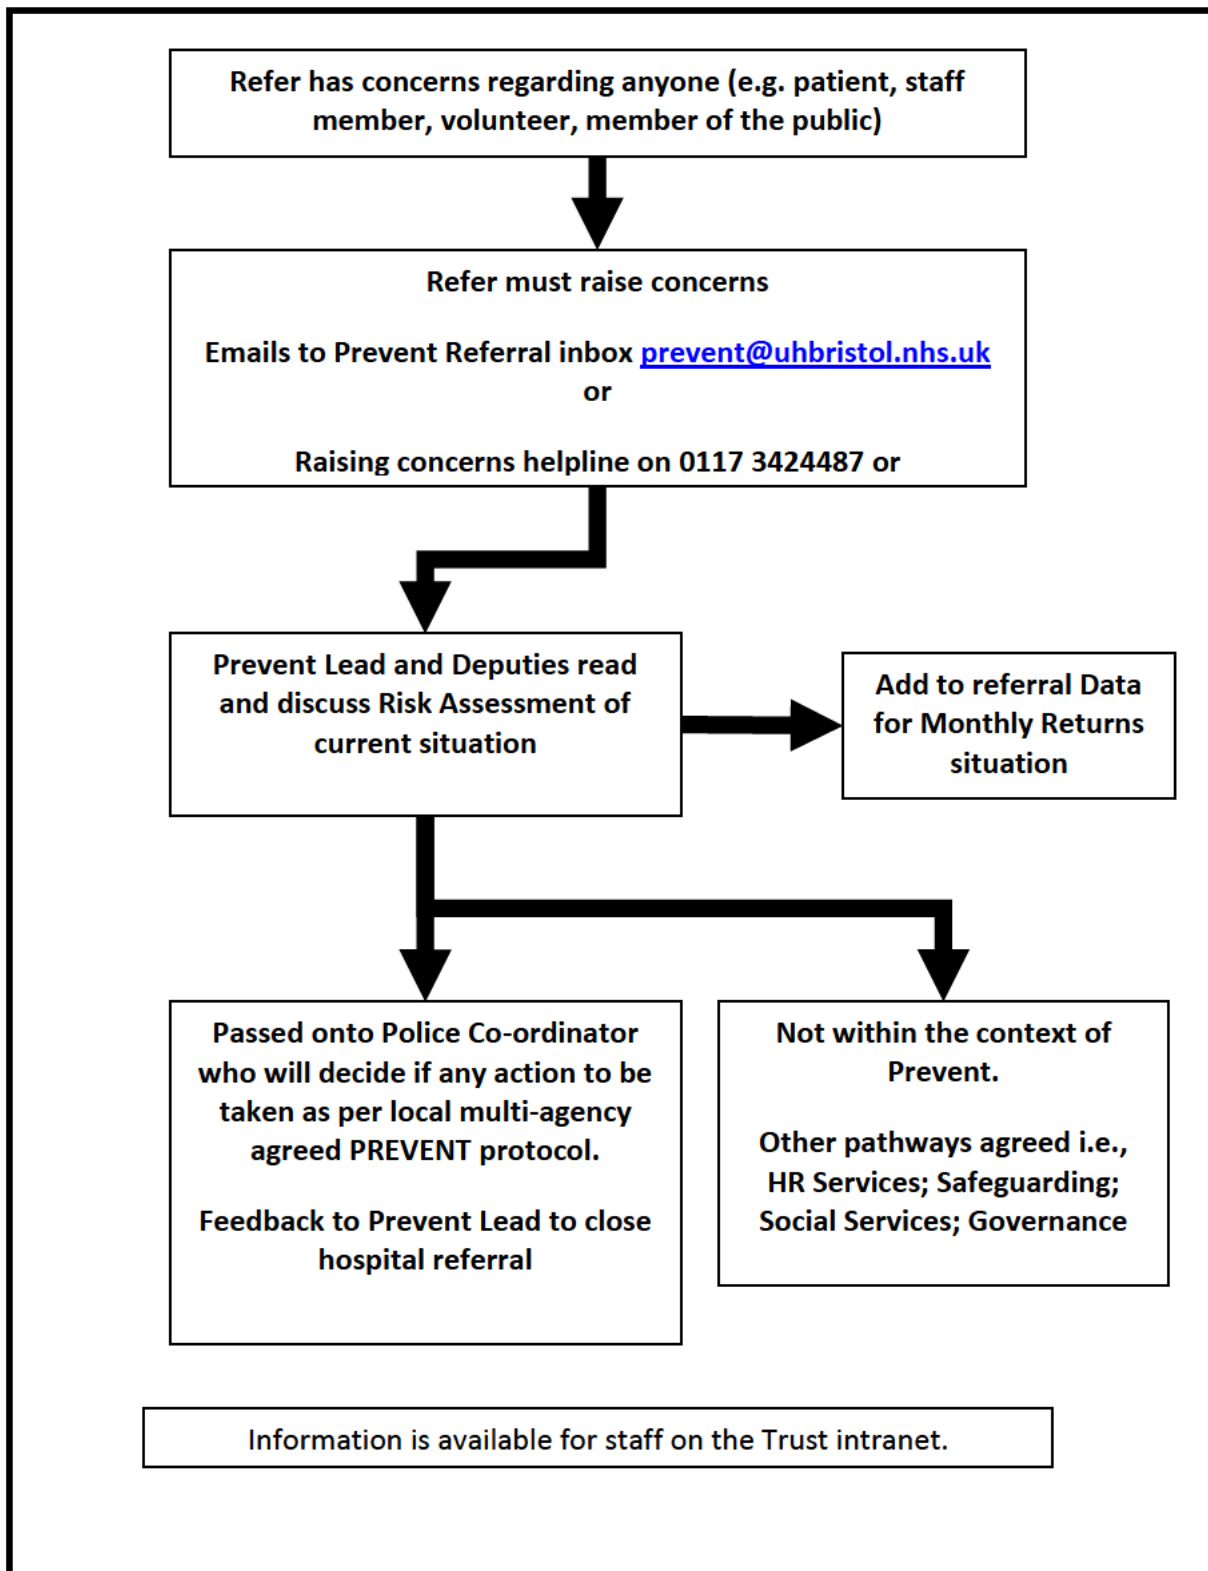 Refer has concerns regarding anyone (e.g. patient, staff
member, volunteer, member of the public)
Refer must raise concerns
Emails to Prevent Referral inbox prevent@uhbristol.nhs.uk
or
Raising concerns helpline on 0117 3424487 or
Prevent Lead and Deputies read
and discuss Risk Assessment of
current situation
Add to referral Data
for Monthly Returns
situation
Passed onto Police Co-ordinator
who will decide if any action to be
taken as per local multi-agency
agreed PREVENT protocol.
Feedback to Prevent Lead to close
hospital referral
Not within the context of
Prevent.
Other pathways agreed i.e.,
HR Services; Safeguarding;
Social Services; Governance
Information is available for staff on the Trust intranet.